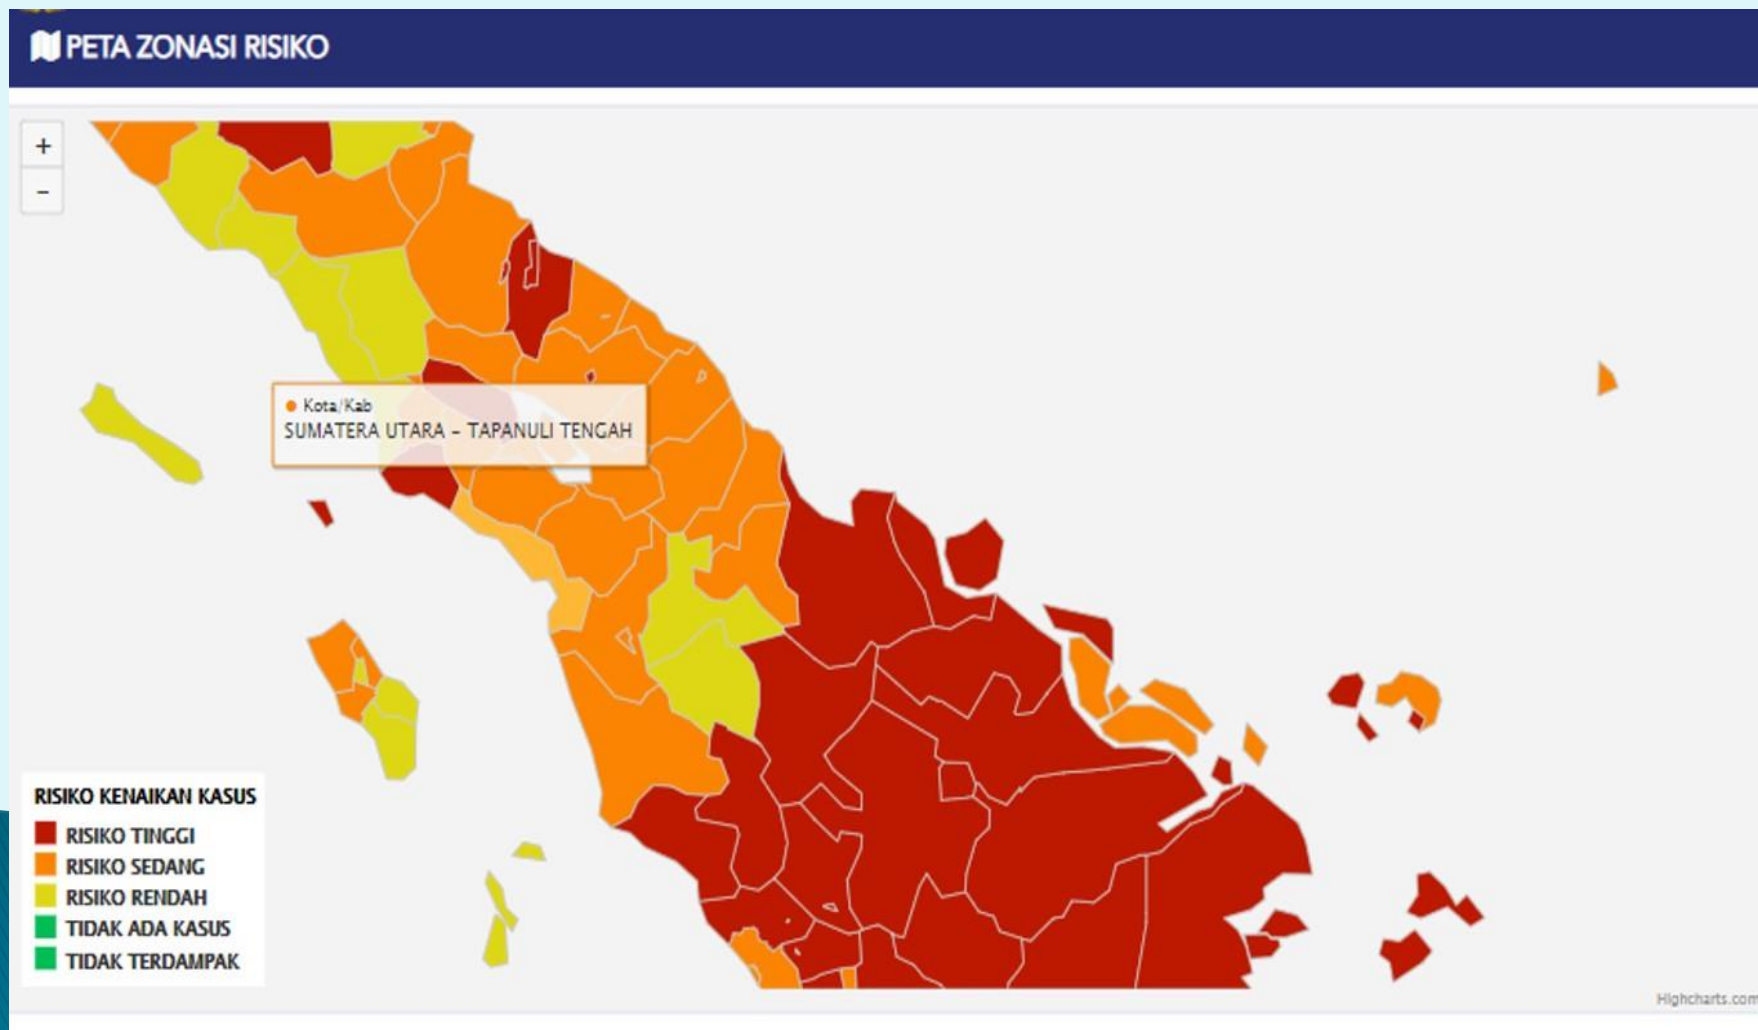 PETA ZONASI RISIKO
+
-
Kota/Kab
SUMATERA UTARA - TAPANULI TENGAH
RISIKO KENAIKAN KASUS
RISIKO TINGGI
RISIKO SEDANG
RISIKO RENDAH
TIDAK ADA KASUS
TIDAK TERDAMPAK
Highcharts.com